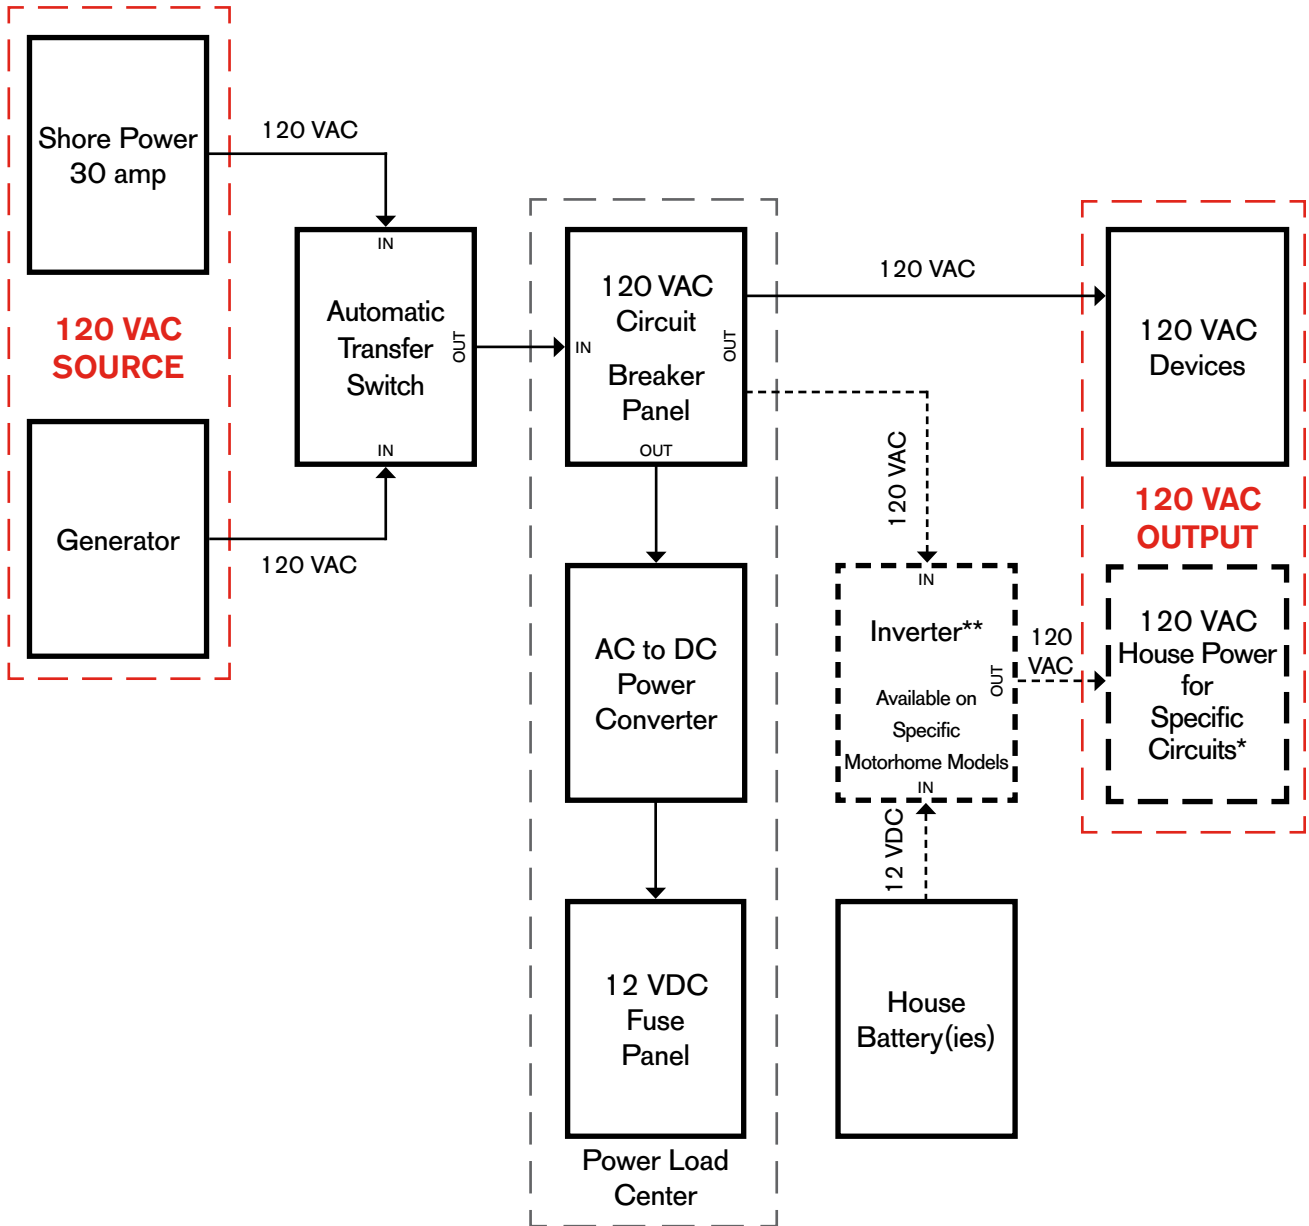 Shore Power
30 amp
120 VAC
120 VAC
SOURCE
Generator
120 VAC
IN
Automatic
Transfer
Switch
OUT
IN
120 VAC
Circuit
Breaker
Panel
IN
OUT
OUT
AC to DC
Power
Converter
12 VDC
Fuse
Panel
Power Load
Center
120 VAC
120 VAC
IN
Inverter**
Available on
Specific
Motorhome Models
OUT
IN
12 VDC
House
Battery(ies)
120
VAC
120 VAC
Devices
120 VAC
OUTPUT
120 VAC
House Power
for
Specific
Circuits*